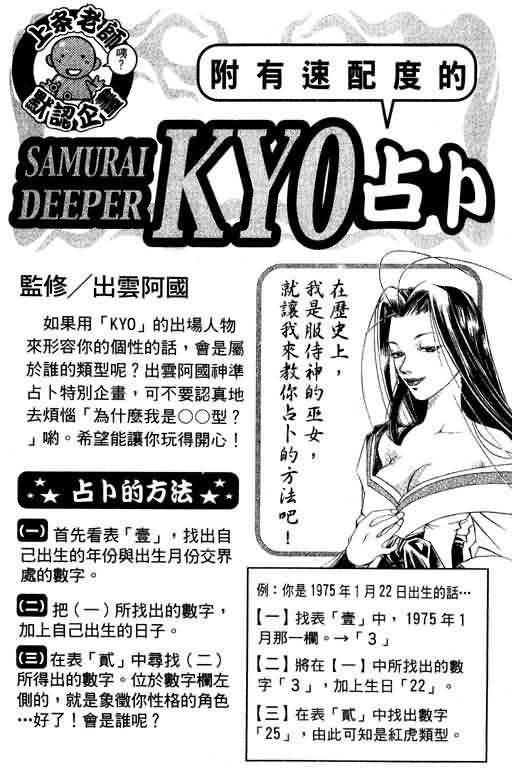 上条老師
咦?
默認企畫
附有速配度的
SAMURAI
DEEPER
KYO占卜
監修/出雲阿國
如果用「KYO」的出場人物
來形容你的個性的話,會是屬
於誰的類型呢?出雲阿國神準
占卜特別企畫,可不要認真地
去煩惱「為什麼我是○○型?
」喲。希望能讓你玩得開心!
在歷史上,
我是服侍神的巫女,
就讓我來教你占卜的方法吧!
占卜的方法
(一)首先看表「壹」,找出自
己出生的年份與出生月份交界
處的數字。
(二)把(一)所找出的數字,
加上自己出生的日子。
(三)在表「貳」中尋找(二)
所得出的數字。位於數字欄左
側的,就是象徵你性格的角色
…好了!會是誰呢?
例:你是1975年1月22日出生的話…
【一】找表「壹」中,1975年1
月那一欄。→「3」
【二】將在【一】中所找出的數
字「3」,加上生日「22」。
【三】在表「貳」中找出數字
「25」,由此可知是紅虎類型。